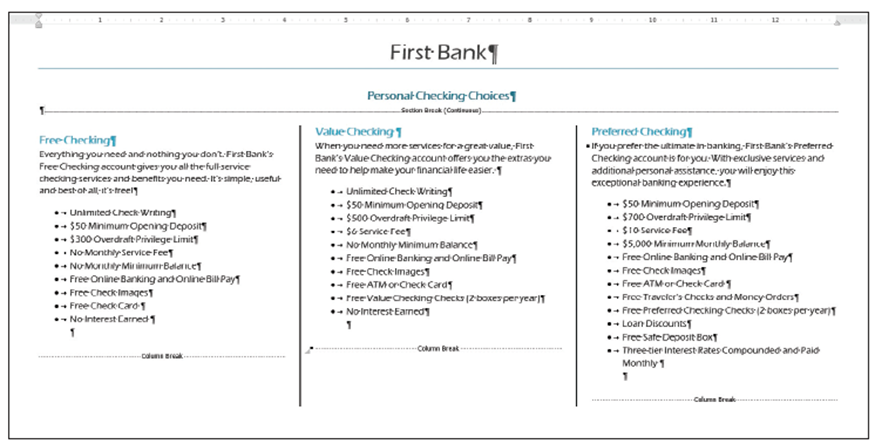 1 2 3 4 5 6 7 8 9 10 11 12
First·Bank¶
Personal·Checking·Choices¶
¶
Section Break (Continuous)
Free·Checking¶
Everything·you·need·and·nothing·you·don't.·First·Bank's·
Free·Checking·account·gives·you·all·the·full-service·
checking·services·and·benefits·you·need.·It's·simple,·useful·
and·best·of·all,·it's·free!¶
•→Unlimited·Check·Writing¶
•→$50·Minimum·Opening·Deposit¶
•→$300·Overdraft·Privilege·Limit¶
•→No·Monthly·Service·Fee¶
•→No·Monthly·Minimum·Balance¶
•→Free·Online·Banking·and·Online·Bill·Pay¶
•→Free·Check·Images¶
•→Free·Check·Card·¶
•→No·Interest·Earned·¶
¶
Column Break
Value·Checking·¶
When·you·need·more·services·for·a·great·value,·First·
Bank's·Value·Checking·account·offers·you·the·extras·you·
need·to·help·make·your·financial·life·easier.·¶
•→Unlimited·Check·Writing¶
•→$50·Minimum·Opening·Deposit¶
•→$500·Overdraft·Privilege·Limit¶
•→$6·Service·Fee¶
•→No·Monthly·Minimum·Balance¶
•→Free·Online·Banking·and·Online·Bill·Pay¶
•→Free·Check·Images¶
•→Free·ATM·or·Check·Card¶
•→Free·Value·Checking·Checks·(2·boxes·per·year)¶
•→No·Interest·Earned¶
¶
Column Break
Preferred·Checking¶
If·you·prefer·the·ultimate·in·banking,·First·Bank's·Preferred·
Checking·account·is·for·you.·With·exclusive·services·and·
additional·personal·assistance,·you·will·enjoy·this·
exceptional·banking·experience.¶
•→$50·Minimum·Opening·Deposit¶
•→$700·Overdraft·Privilege·Limit¶
•→$10·Service·Fee¶
•→$5,000·Minimum·Monthly·Balance¶
•→Free·Online·Banking·and·Online·Bill·Pay¶
•→Free·Check·Images¶
•→Free·ATM·or·Check·Card¶
•→Free·Traveler's·Checks·and·Money·Orders¶
•→Free·Preferred·Checking·Checks·(2·boxes·per·year)¶
•→Loan·Discounts¶
•→Free·Safe·Deposit·Box¶
•→Three·tier·Interest·Rates·Compounded·and·Paid·
Monthly·¶
¶
Column Break